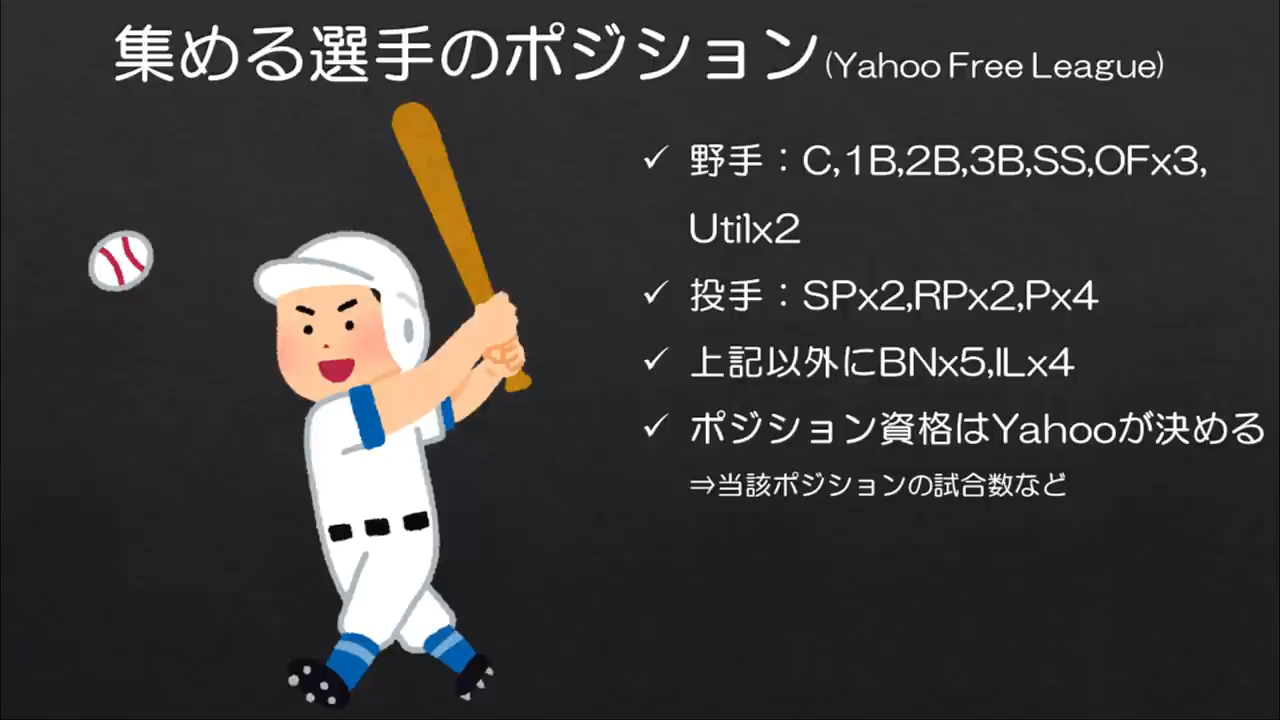 集める選手のポジション(Yahoo Free League)
✓ 野手：C,1B,2B,3B,SS,OFx3,
Utilx2
✓ 投手：SPx2,RPx2,Px4
✓ 上記以外にBNx5,ILx4
✓ ポジション資格はYahooが決める
⇒当該ポジションの試合数など